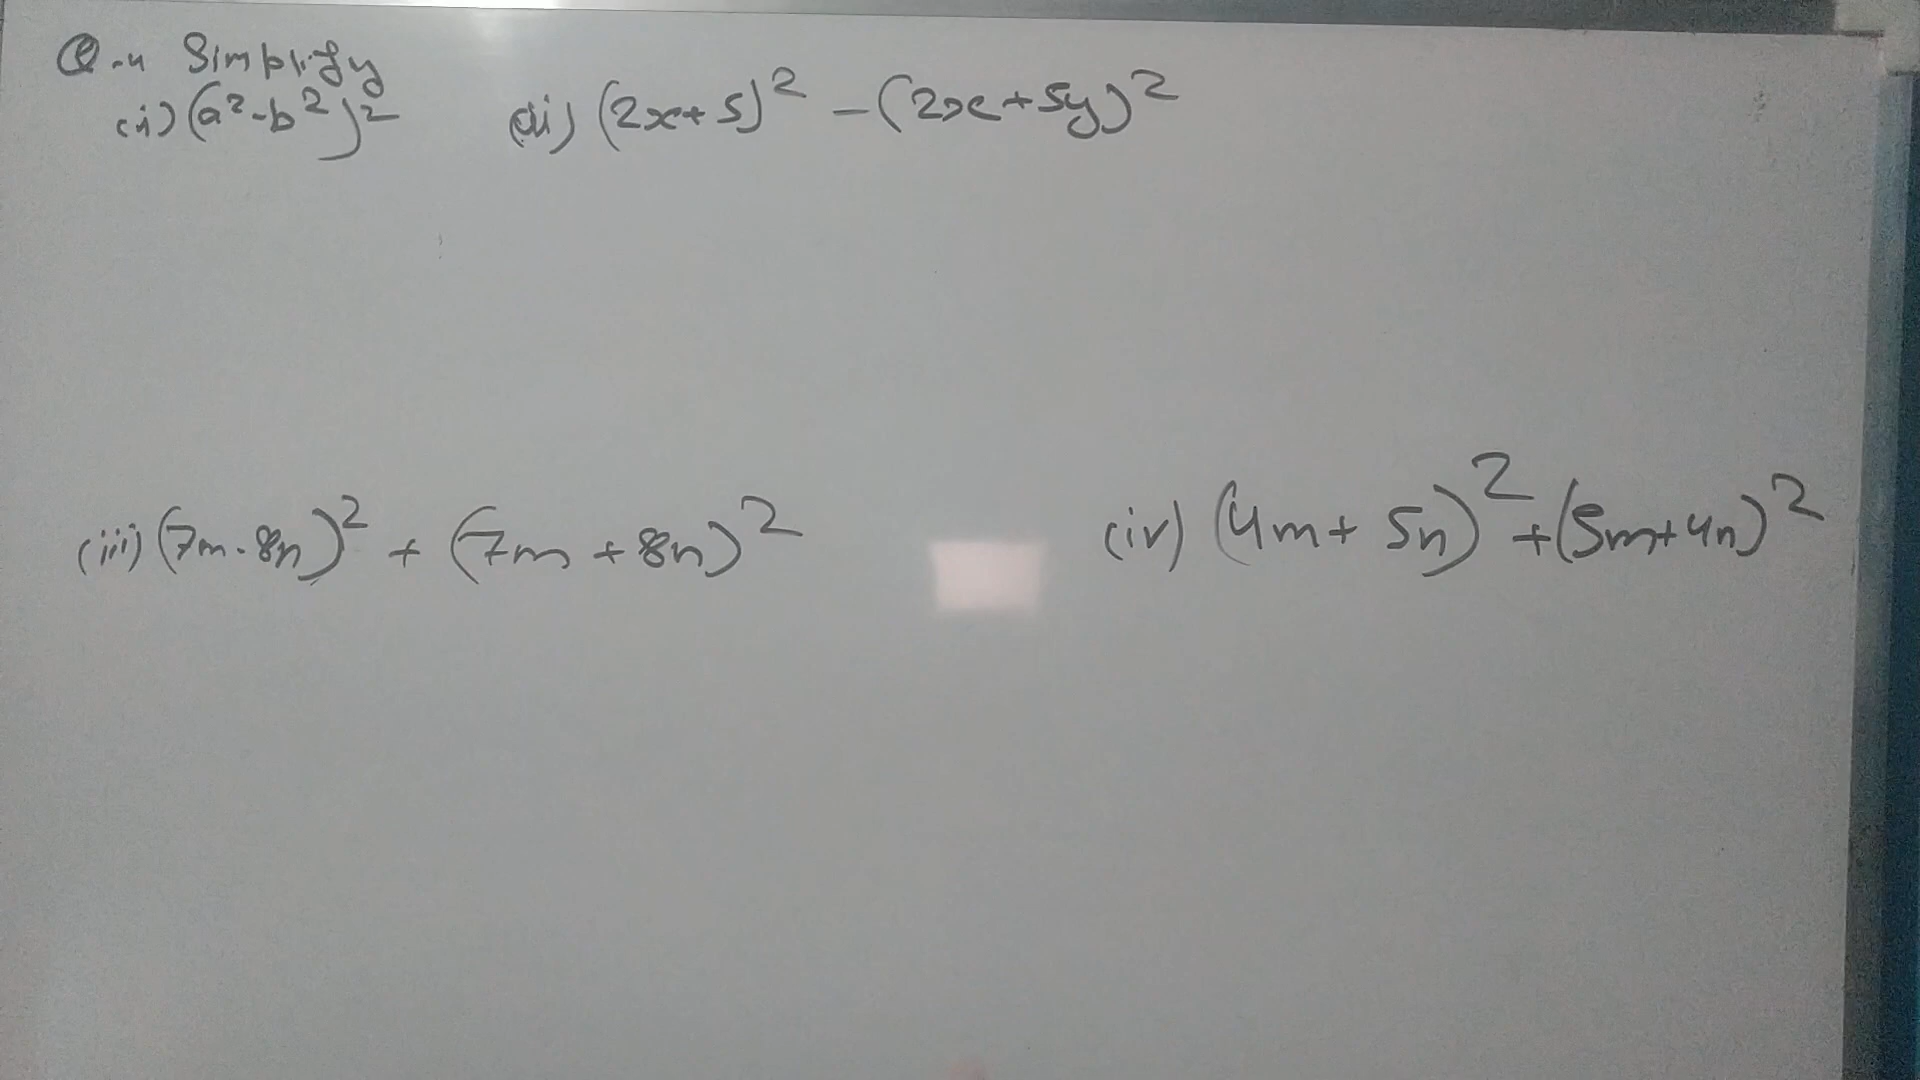 Q.4 Simplify
(i) (a²-b²)² (ii) (2x+5)² - (2x+5y)²
(iii) (7m-8n)² + (7m+8n)² (iv) (4m+5n)² + (5m+4n)²